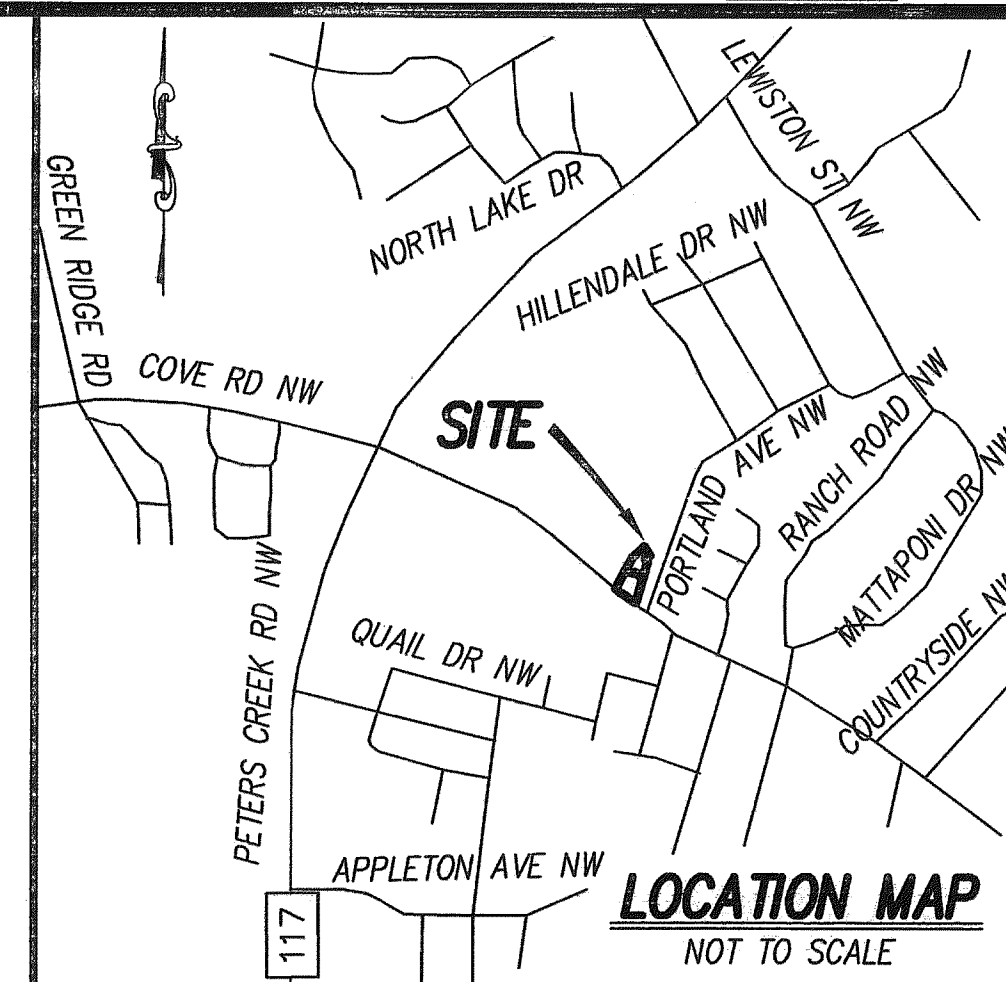 LEWISTON ST NW
GREEN RIDGE RD
NORTH LAKE DR
HILLENDALE DR NW
COVE RD NW
SITE
PORTLAND AVE NW
RANCH ROAD NW
MATTAPONI DR NW
COUNTRYSIDE NW
QUAIL DR NW
PETERS CREEK RD NW
APPLETON AVE NW
117
LOCATION MAP
NOT TO SCALE